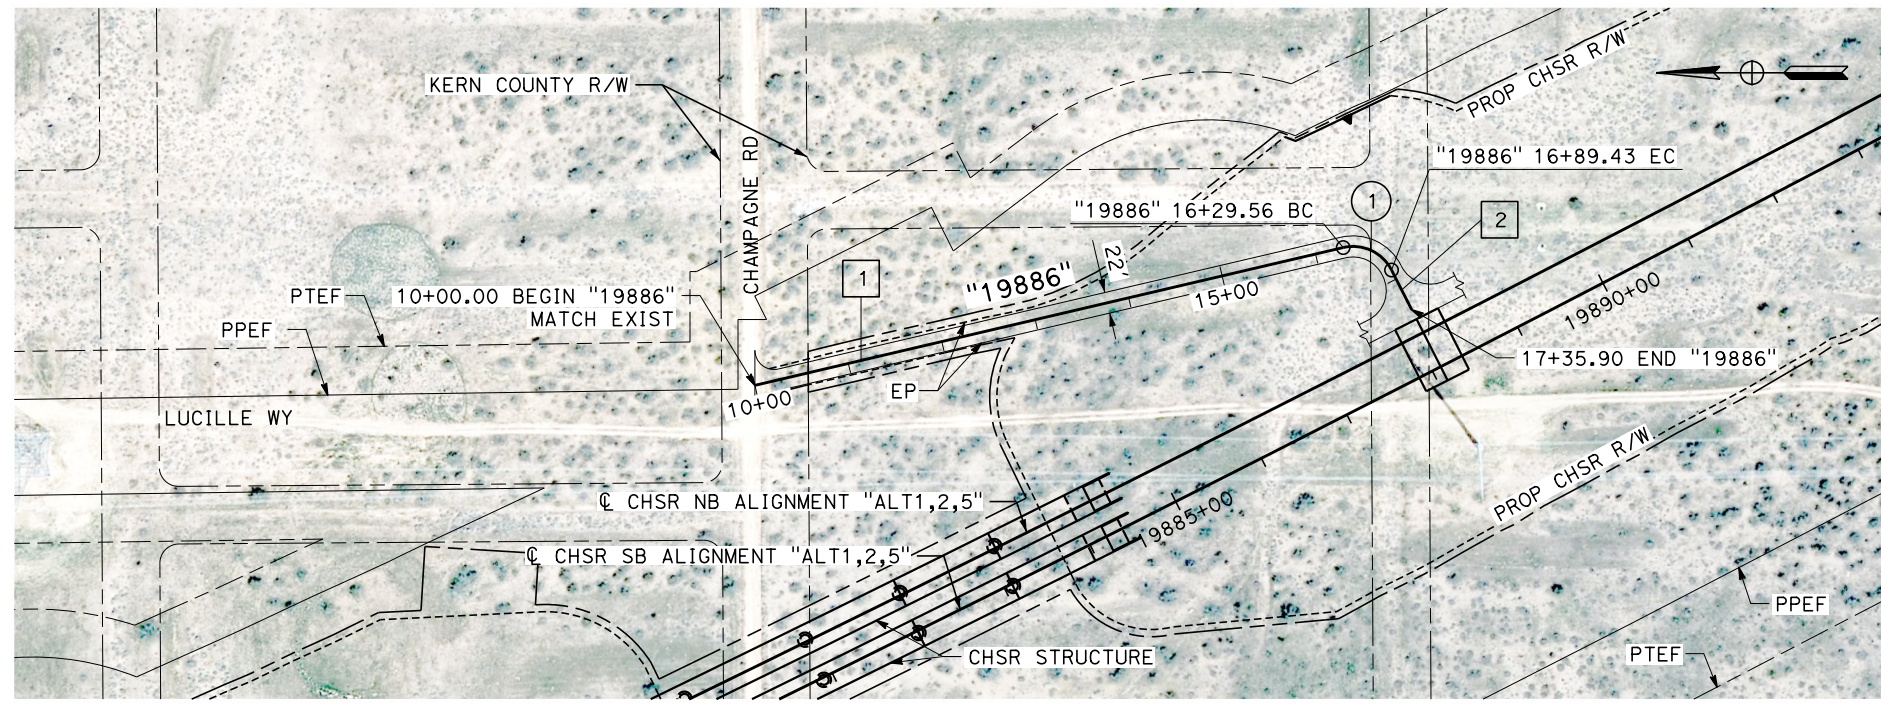 PROP CHSR R/W
KERN COUNTY R/W
CHAMPAGNE RD
"19886" 16+89.43 EC
"19886" 16+29.56 BC
1
2
22'
"19886"
1
PTEF
10+00.00 BEGIN "19886"
MATCH EXIST
15+00
19890+00
PPEF
17+35.90 END "19886"
EP
10+00
LUCILLE WY
PROP CHSR R/W
℄ CHSR NB ALIGNMENT "ALT1,2,5"
19885+00
℄ CHSR SB ALIGNMENT "ALT1,2,5"
PPEF
CHSR STRUCTURE
PTEF